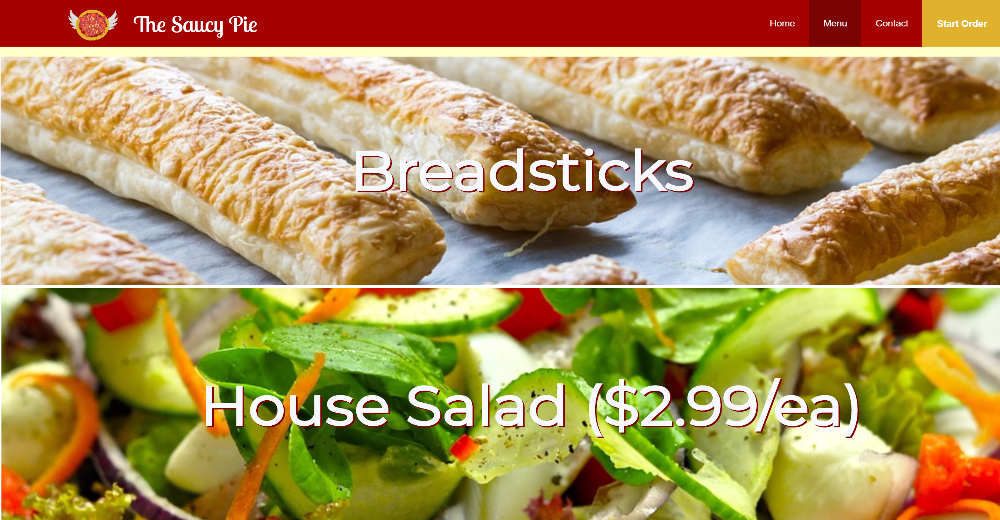 The Saucy Pie
Home
Menu
Contact
Start Order
Breadsticks
House Salad ($2.99/ea)